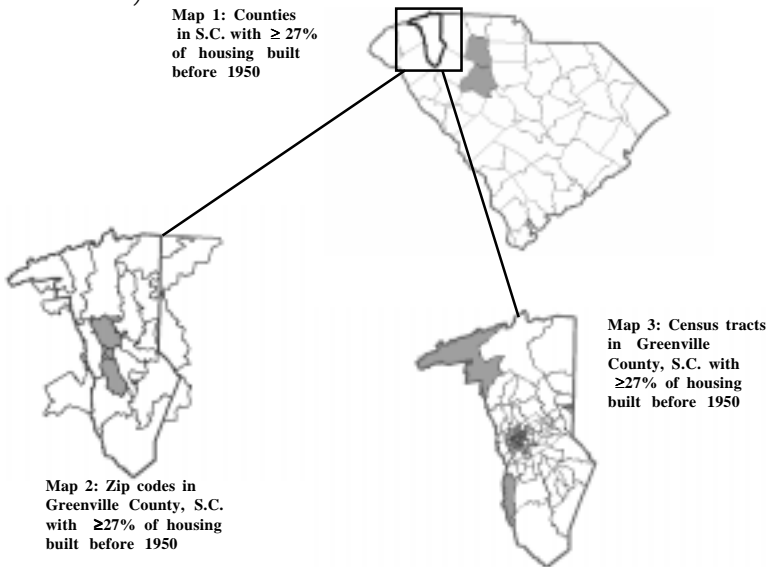 Map 1: Counties
in S.C. with ≥ 27%
of housing built
before 1950
Map 3: Census tracts
in Greenville
County, S.C. with
≥27% of housing
built before 1950
Map 2: Zip codes in
Greenville County, S.C.
with ≥27% of housing
built before 1950